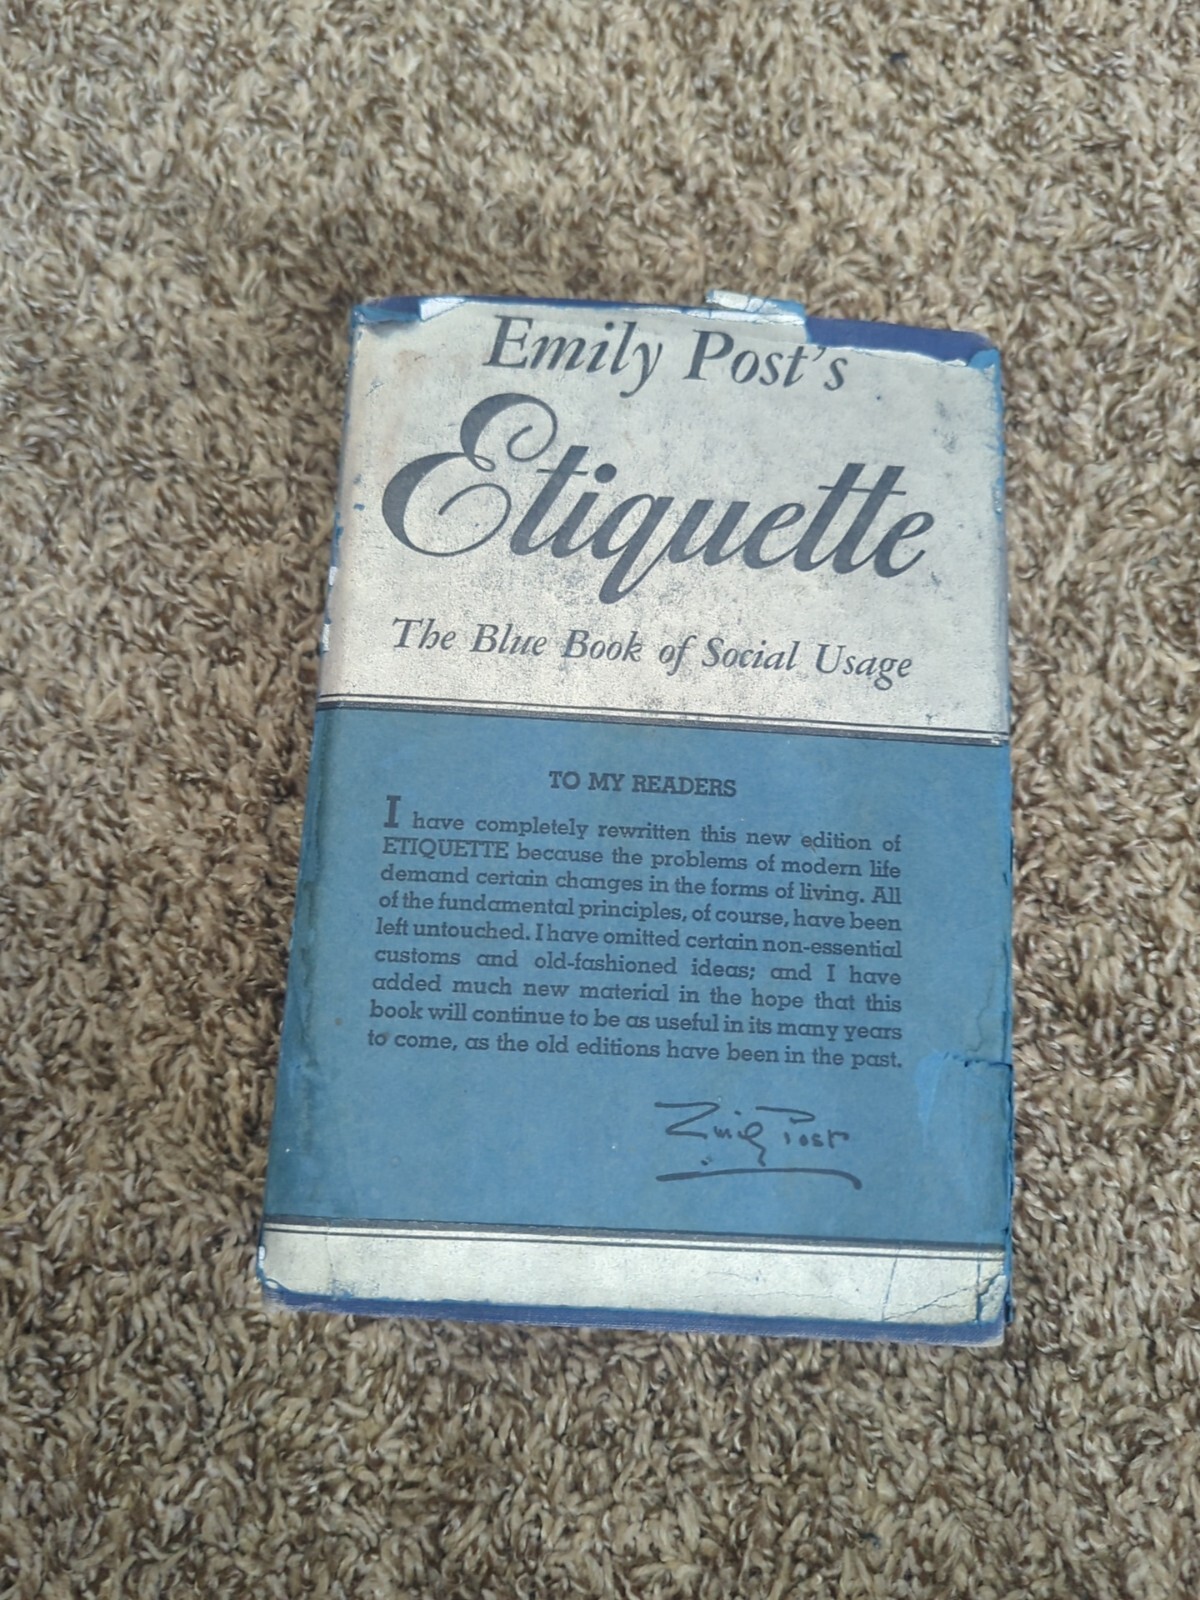 Emily Post's
Etiquette
The Blue Book of Social Usage
TO MY READERS
I have completely rewritten this new edition of
ETIQUETTE because the problems of modern life
demand certain changes in the forms of living. All
of the fundamental principles, of course, have been
left untouched. I have omitted certain non-essential
customs and old-fashioned ideas; and I have
added much new material in the hope that this
book will continue to be as useful in its many years
to come, as the old editions have been in the past.
Emily Post